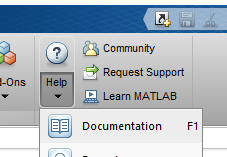 Community
Request Support
d-Ons Help Learn MATLAB
Documentation F1